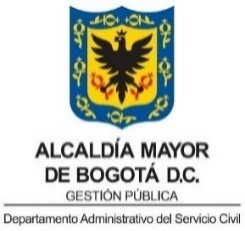 ALCALDÍA MAYOR
DE BOGOTÁ D.C.
GESTIÓN PÚBLICA
Departamento Administrativo del Servicio Civil